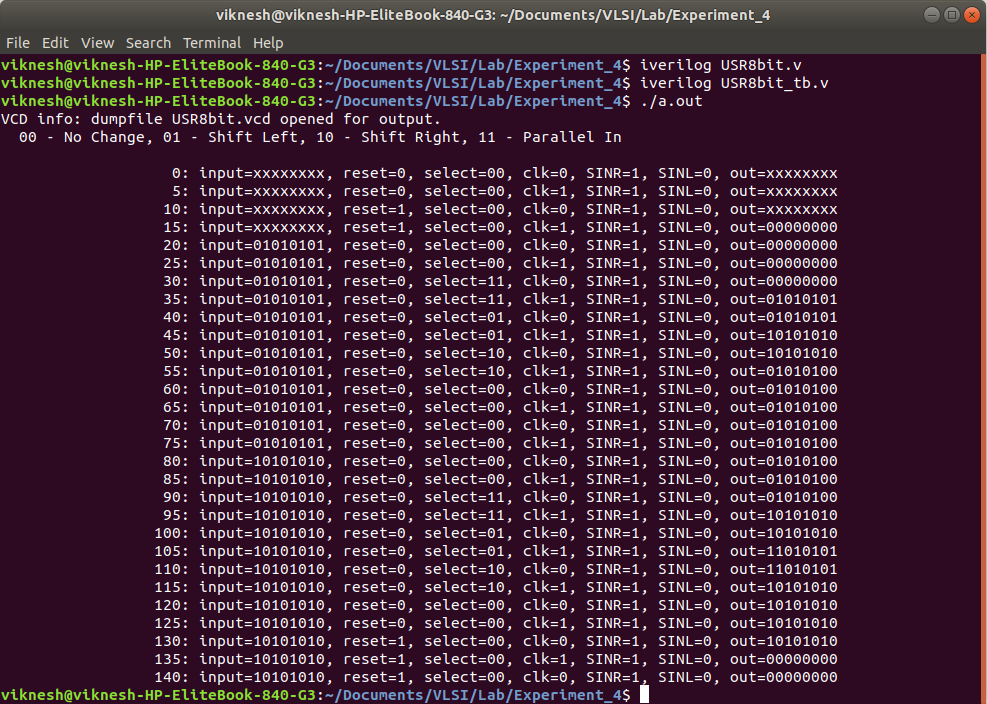 viknesh@viknesh-HP-EliteBook-840-G3: ~/Documents/VLSI/Lab/Experiment_4
File Edit View Search Terminal Help
viknesh@viknesh-HP-EliteBook-840-G3:~/Documents/VLSI/Lab/Experiment_4$ iverilog USR8bit.v
viknesh@viknesh-HP-EliteBook-840-G3:~/Documents/VLSI/Lab/Experiment_4$ iverilog USR8bit_tb.v
viknesh@viknesh-HP-EliteBook-840-G3:~/Documents/VLSI/Lab/Experiment_4$ ./a.out
VCD info: dumpfile USR8bit.vcd opened for output.
00 - No Change, 01 - Shift Left, 10 - Shift Right, 11 - Parallel In
0: input=xxxxxxxx, reset=0, select=00, clk=0, SINR=1, SINL=0, out=xxxxxxxx
5: input=xxxxxxxx, reset=0, select=00, clk=1, SINR=1, SINL=0, out=xxxxxxxx
10: input=xxxxxxxx, reset=1, select=00, clk=0, SINR=1, SINL=0, out=xxxxxxxx
15: input=xxxxxxxx, reset=1, select=00, clk=1, SINR=1, SINL=0, out=00000000
20: input=01010101, reset=0, select=00, clk=0, SINR=1, SINL=0, out=00000000
25: input=01010101, reset=0, select=00, clk=1, SINR=1, SINL=0, out=00000000
30: input=01010101, reset=0, select=11, clk=0, SINR=1, SINL=0, out=00000000
35: input=01010101, reset=0, select=11, clk=1, SINR=1, SINL=0, out=01010101
40: input=01010101, reset=0, select=01, clk=0, SINR=1, SINL=0, out=01010101
45: input=01010101, reset=0, select=01, clk=1, SINR=1, SINL=0, out=10101010
50: input=01010101, reset=0, select=10, clk=0, SINR=1, SINL=0, out=10101010
55: input=01010101, reset=0, select=10, clk=1, SINR=1, SINL=0, out=01010100
60: input=01010101, reset=0, select=00, clk=0, SINR=1, SINL=0, out=01010100
65: input=01010101, reset=0, select=00, clk=1, SINR=1, SINL=0, out=01010100
70: input=01010101, reset=0, select=00, clk=0, SINR=1, SINL=0, out=01010100
75: input=01010101, reset=0, select=00, clk=1, SINR=1, SINL=0, out=01010100
80: input=10101010, reset=0, select=00, clk=0, SINR=1, SINL=0, out=01010100
85: input=10101010, reset=0, select=00, clk=1, SINR=1, SINL=0, out=01010100
90: input=10101010, reset=0, select=11, clk=0, SINR=1, SINL=0, out=01010100
95: input=10101010, reset=0, select=11, clk=1, SINR=1, SINL=0, out=10101010
100: input=10101010, reset=0, select=01, clk=0, SINR=1, SINL=0, out=10101010
105: input=10101010, reset=0, select=01, clk=1, SINR=1, SINL=0, out=11010101
110: input=10101010, reset=0, select=10, clk=0, SINR=1, SINL=0, out=11010101
115: input=10101010, reset=0, select=10, clk=1, SINR=1, SINL=0, out=10101010
120: input=10101010, reset=0, select=00, clk=0, SINR=1, SINL=0, out=10101010
125: input=10101010, reset=0, select=00, clk=1, SINR=1, SINL=0, out=10101010
130: input=10101010, reset=1, select=00, clk=0, SINR=1, SINL=0, out=10101010
135: input=10101010, reset=1, select=00, clk=1, SINR=1, SINL=0, out=00000000
140: input=10101010, reset=1, select=00, clk=0, SINR=1, SINL=0, out=00000000
viknesh@viknesh-HP-EliteBook-840-G3:~/Documents/VLSI/Lab/Experiment_4$